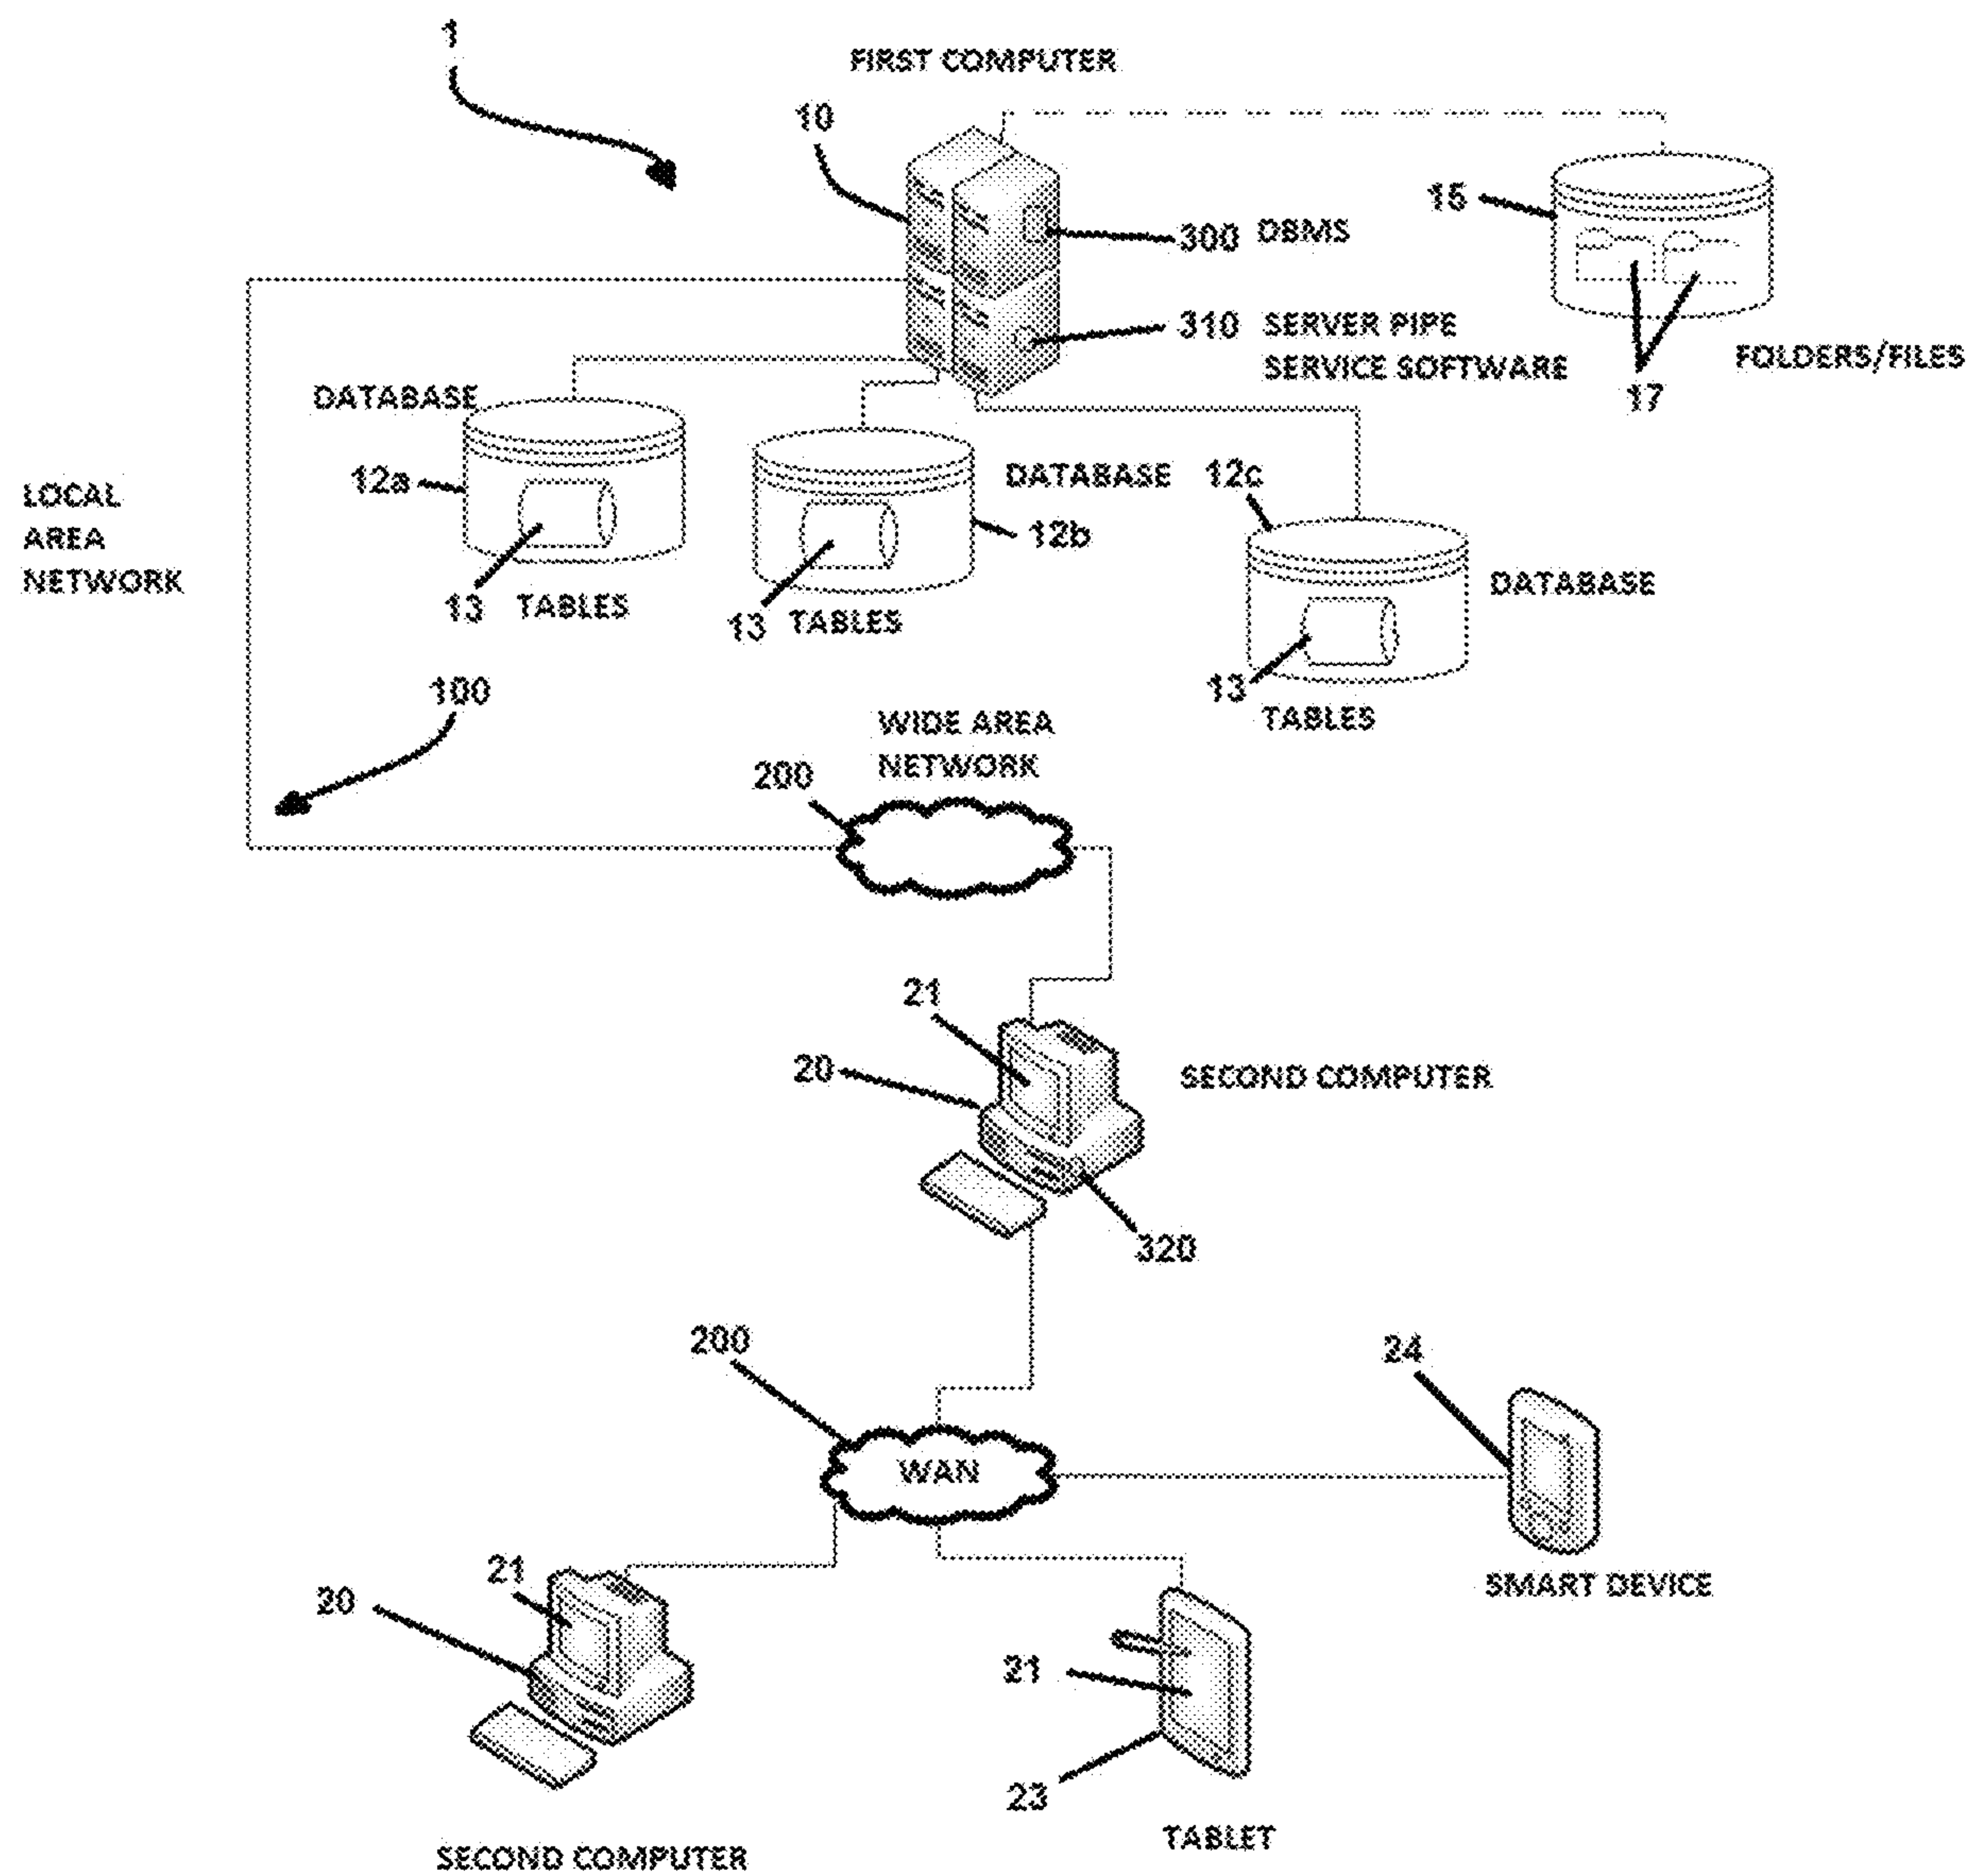 1
FIRST COMPUTER
10
15
300 DBMS
310 SERVER PIPE
SERVICE SOFTWARE
FOLDERS/FILES
17
DATABASE
12a
DATABASE
12b
12c
LOCAL
AREA
NETWORK
DATABASE
13 TABLES
13 TABLES
13
TABLES
100
WIDE AREA
NETWORK
200
21
20
SECOND COMPUTER
320
200
24
WAN
SMART DEVICE
21
20
21
23
TABLET
SECOND COMPUTER